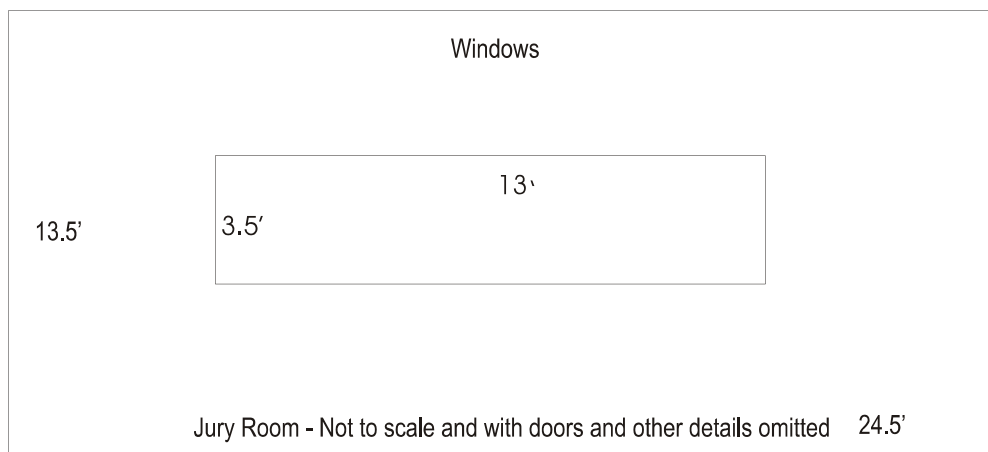 Windows
13‵
13.5’
3.5’
Jury Room - Not to scale and with doors and other details omitted 24.5’